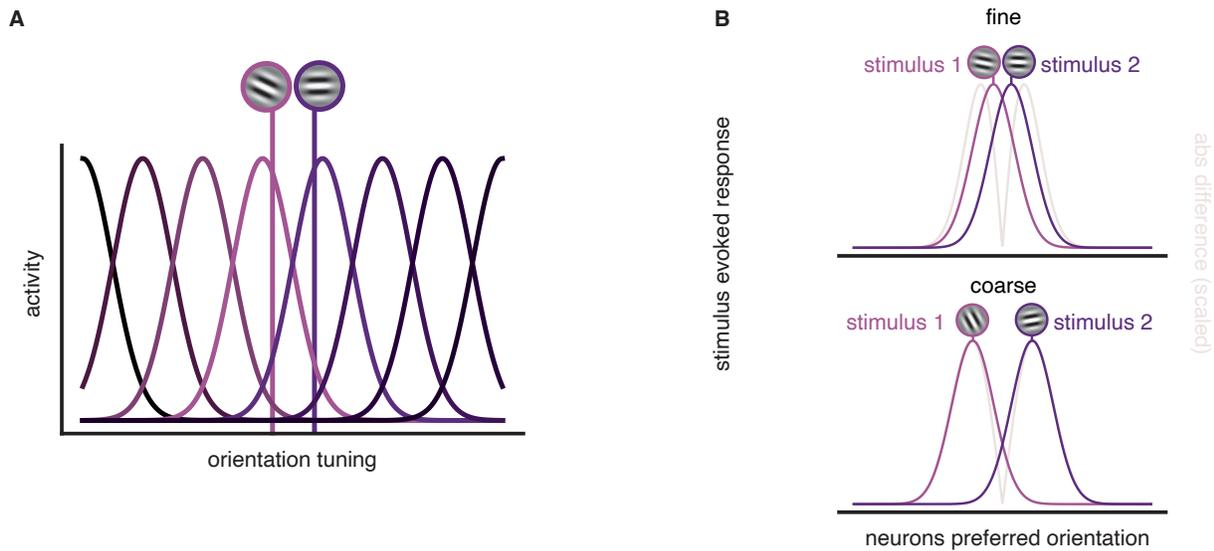 A
activity
orientation tuning
B
fine
stimulus 1
stimulus 2
stimulus evoked response
abs difference (scaled)
coarse
stimulus 1
stimulus 2
neurons preferred orientation